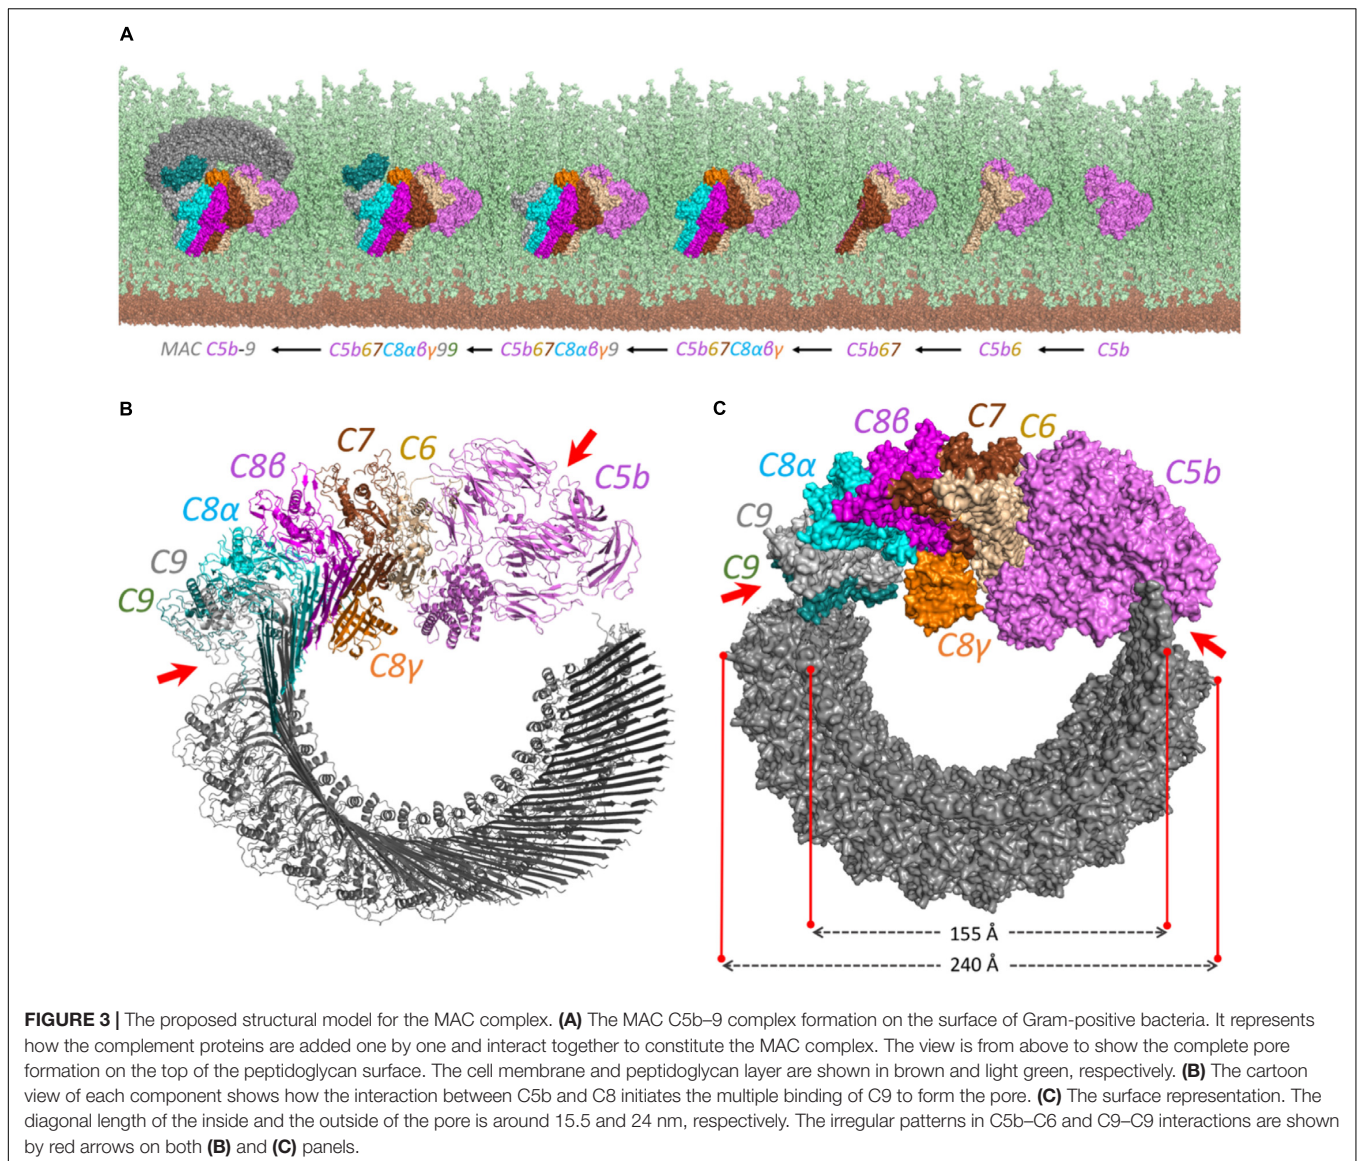 A
MAC C5b-9 ← C5b67C8αβγ99 ← C5b67C8αβγ9 ← C5b67C8αβγ ← C5b67 ← C5b6 ← C5b
B
C7
C6
C8β
C5b
C8α
C9
C9
C8γ
C
C7
C8β
C6
C8α
C5b
C9
C9
C8γ
155 Å
240 Å
FIGURE 3 | The proposed structural model for the MAC complex. (A) The MAC C5b–9 complex formation on the surface of Gram-positive bacteria. It represents
how the complement proteins are added one by one and interact together to constitute the MAC complex. The view is from above to show the complete pore
formation on the top of the peptidoglycan surface. The cell membrane and peptidoglycan layer are shown in brown and light green, respectively. (B) The cartoon
view of each component shows how the interaction between C5b and C8 initiates the multiple binding of C9 to form the pore. (C) The surface representation. The
diagonal length of the inside and the outside of the pore is around 15.5 and 24 nm, respectively. The irregular patterns in C5b–C6 and C9–C9 interactions are shown
by red arrows on both (B) and (C) panels.